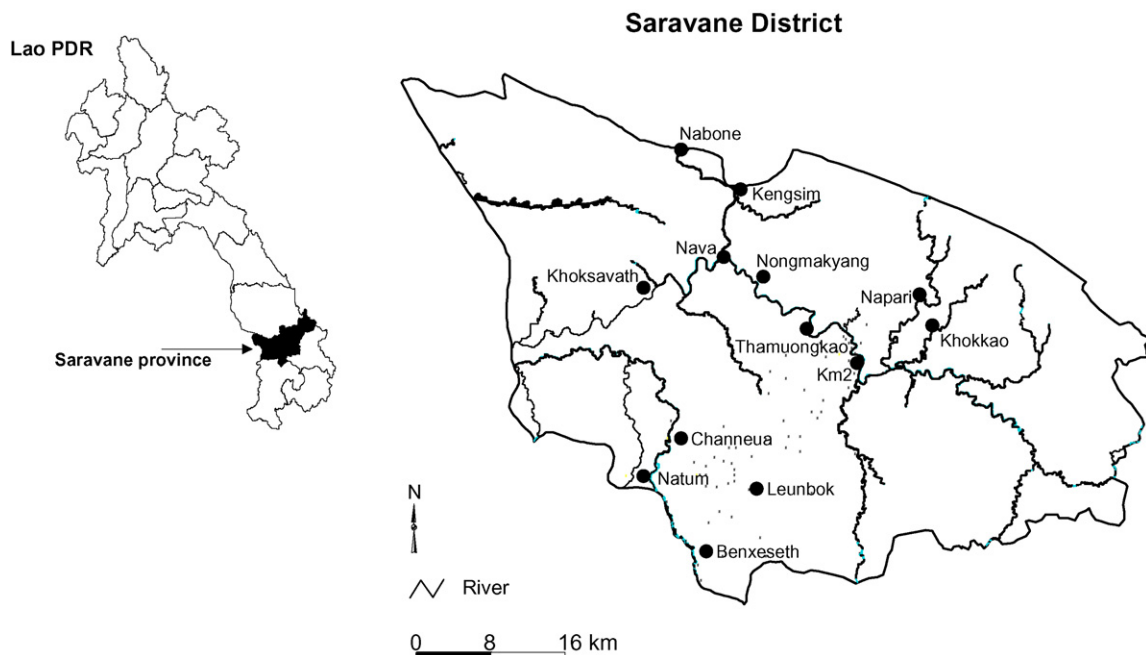 Saravane District
Lao PDR
Nabone
Kengsim
Nava
Nongmakyang
Khoksavath
Napari
Thamuongkao
Khokkao
Km2
Saravane province
Channeua
Natum
Leunbok
N
Benxeseth
River
0 8 16 km